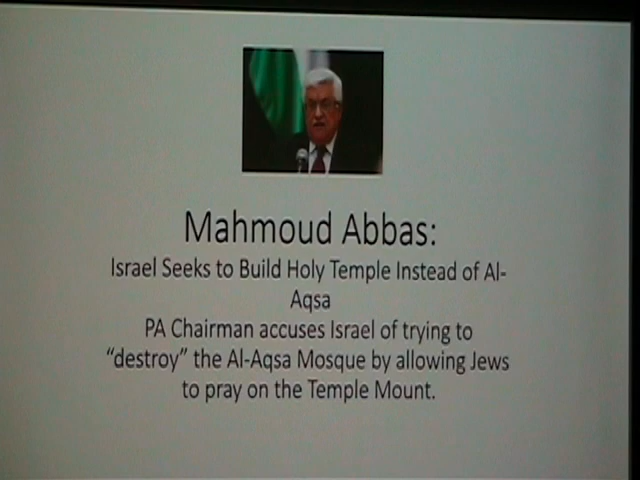 Mahmoud Abbas:
Israel Seeks to Build Holy Temple Instead of Al-
Aqsa
PA Chairman accuses Israel of trying to
“destroy” the Al-Aqsa Mosque by allowing Jews
to pray on the Temple Mount.